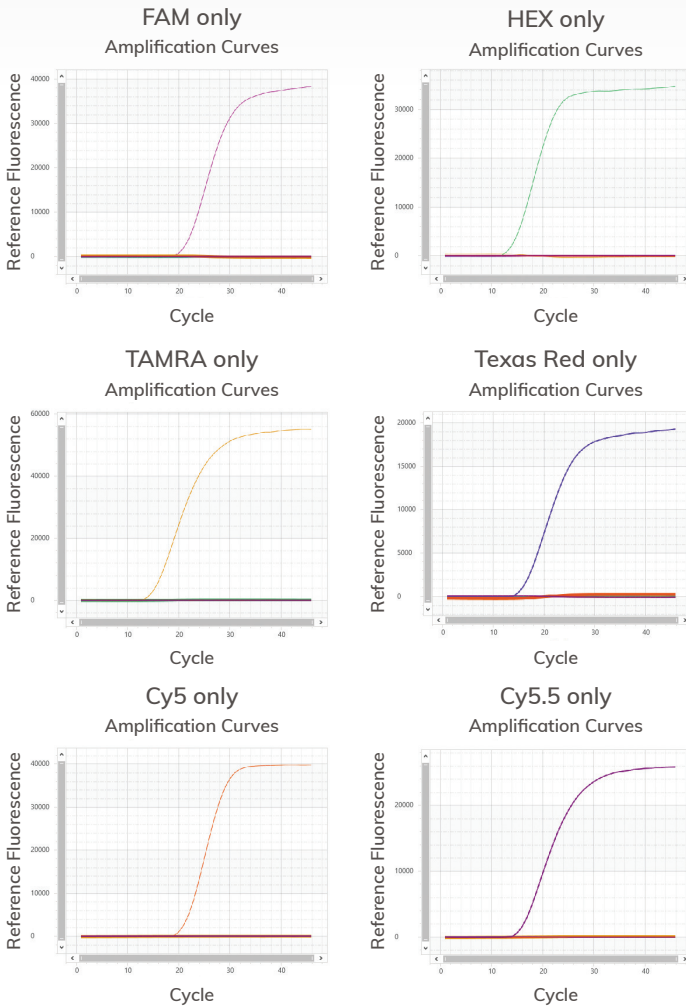 FAM only
Amplification Curves
Reference Fluorescence
40000
30000
20000
10000
0
0 10 20 30 40
Cycle
HEX only
Amplification Curves
Reference Fluorescence
30000
20000
10000
0
0 10 20 30 40
Cycle
TAMRA only
Amplification Curves
Reference Fluorescence
60000
40000
20000
0
0 10 20 30 40
Cycle
Texas Red only
Amplification Curves
Reference Fluorescence
20000
15000
10000
5000
0
0 10 20 30 40
Cycle
Cy5 only
Amplification Curves
Reference Fluorescence
40000
30000
20000
10000
0
0 10 20 30 40
Cycle
Cy5.5 only
Amplification Curves
Reference Fluorescence
20000
10000
0
0 10 20 30 40
Cycle